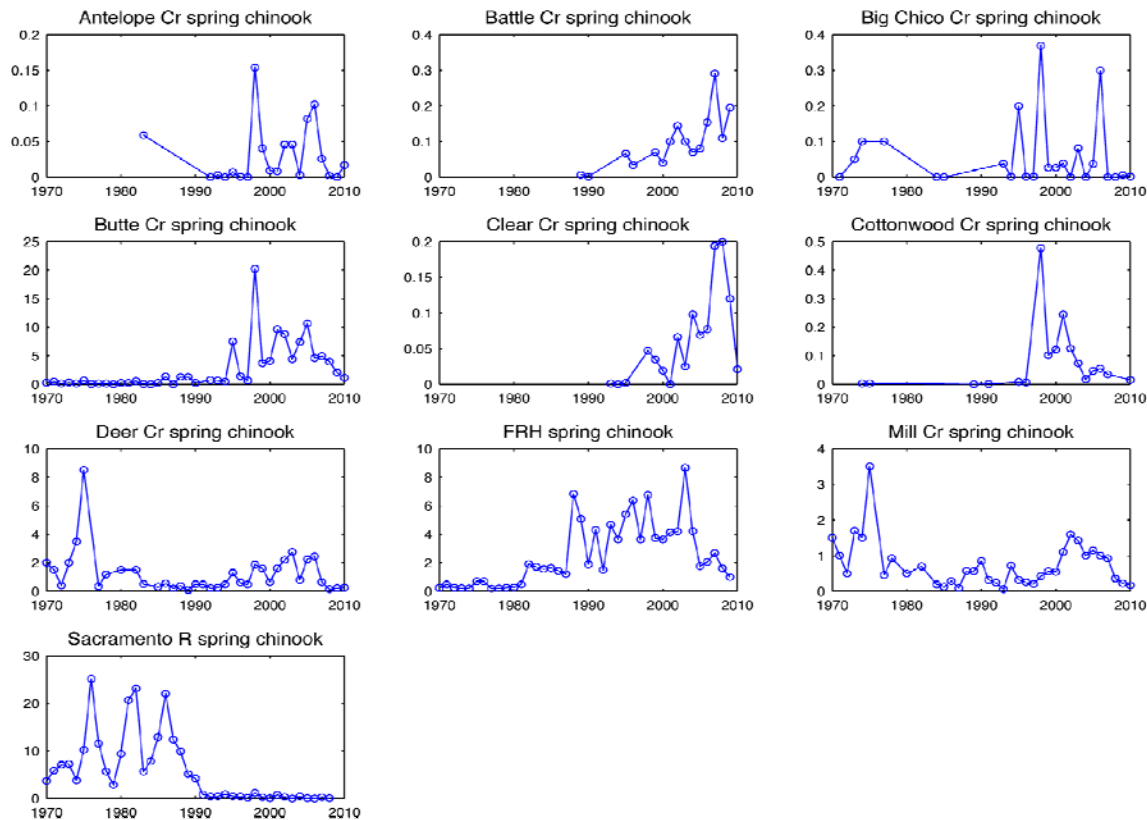 Antelope Cr spring chinook
0.2
0.15
0.1
0.05
0
1970 1980 1990 2000 2010
Battle Cr spring chinook
0.4
0.3
0.2
0.1
0
1970 1980 1990 2000 2010
Big Chico Cr spring chinook
0.4
0.3
0.2
0.1
0
1970 1980 1990 2000 2010
Butte Cr spring chinook
25
20
15
10
5
0
1970 1980 1990 2000 2010
Clear Cr spring chinook
0.2
0.15
0.1
0.05
0
1970 1980 1990 2000 2010
Cottonwood Cr spring chinook
0.5
0.4
0.3
0.2
0.1
0
1970 1980 1990 2000 2010
Deer Cr spring chinook
10
8
6
4
2
0
1970 1980 1990 2000 2010
FRH spring chinook
10
8
6
4
2
0
1970 1980 1990 2000 2010
Mill Cr spring chinook
4
3
2
1
0
1970 1980 1990 2000 2010
Sacramento R spring chinook
30
20
10
0
1970 1980 1990 2000 2010